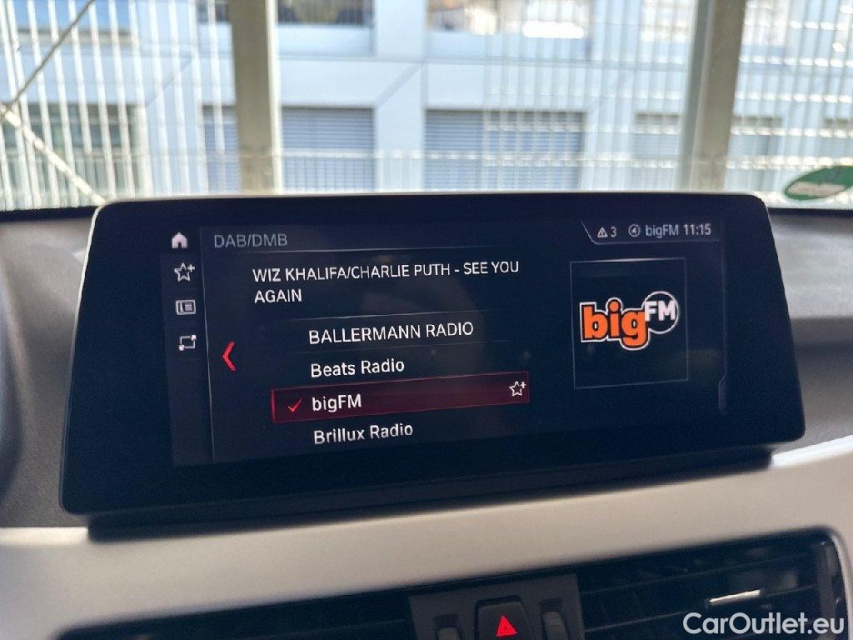 DAB/DMB
3 bigFM 11:15
WIZ KHALIFA/CHARLIE PUTH - SEE YOU
AGAIN
BALLERMANN RADIO
Beats Radio
bigFM
Brillux Radio
bigFM
CarOutlet.eu